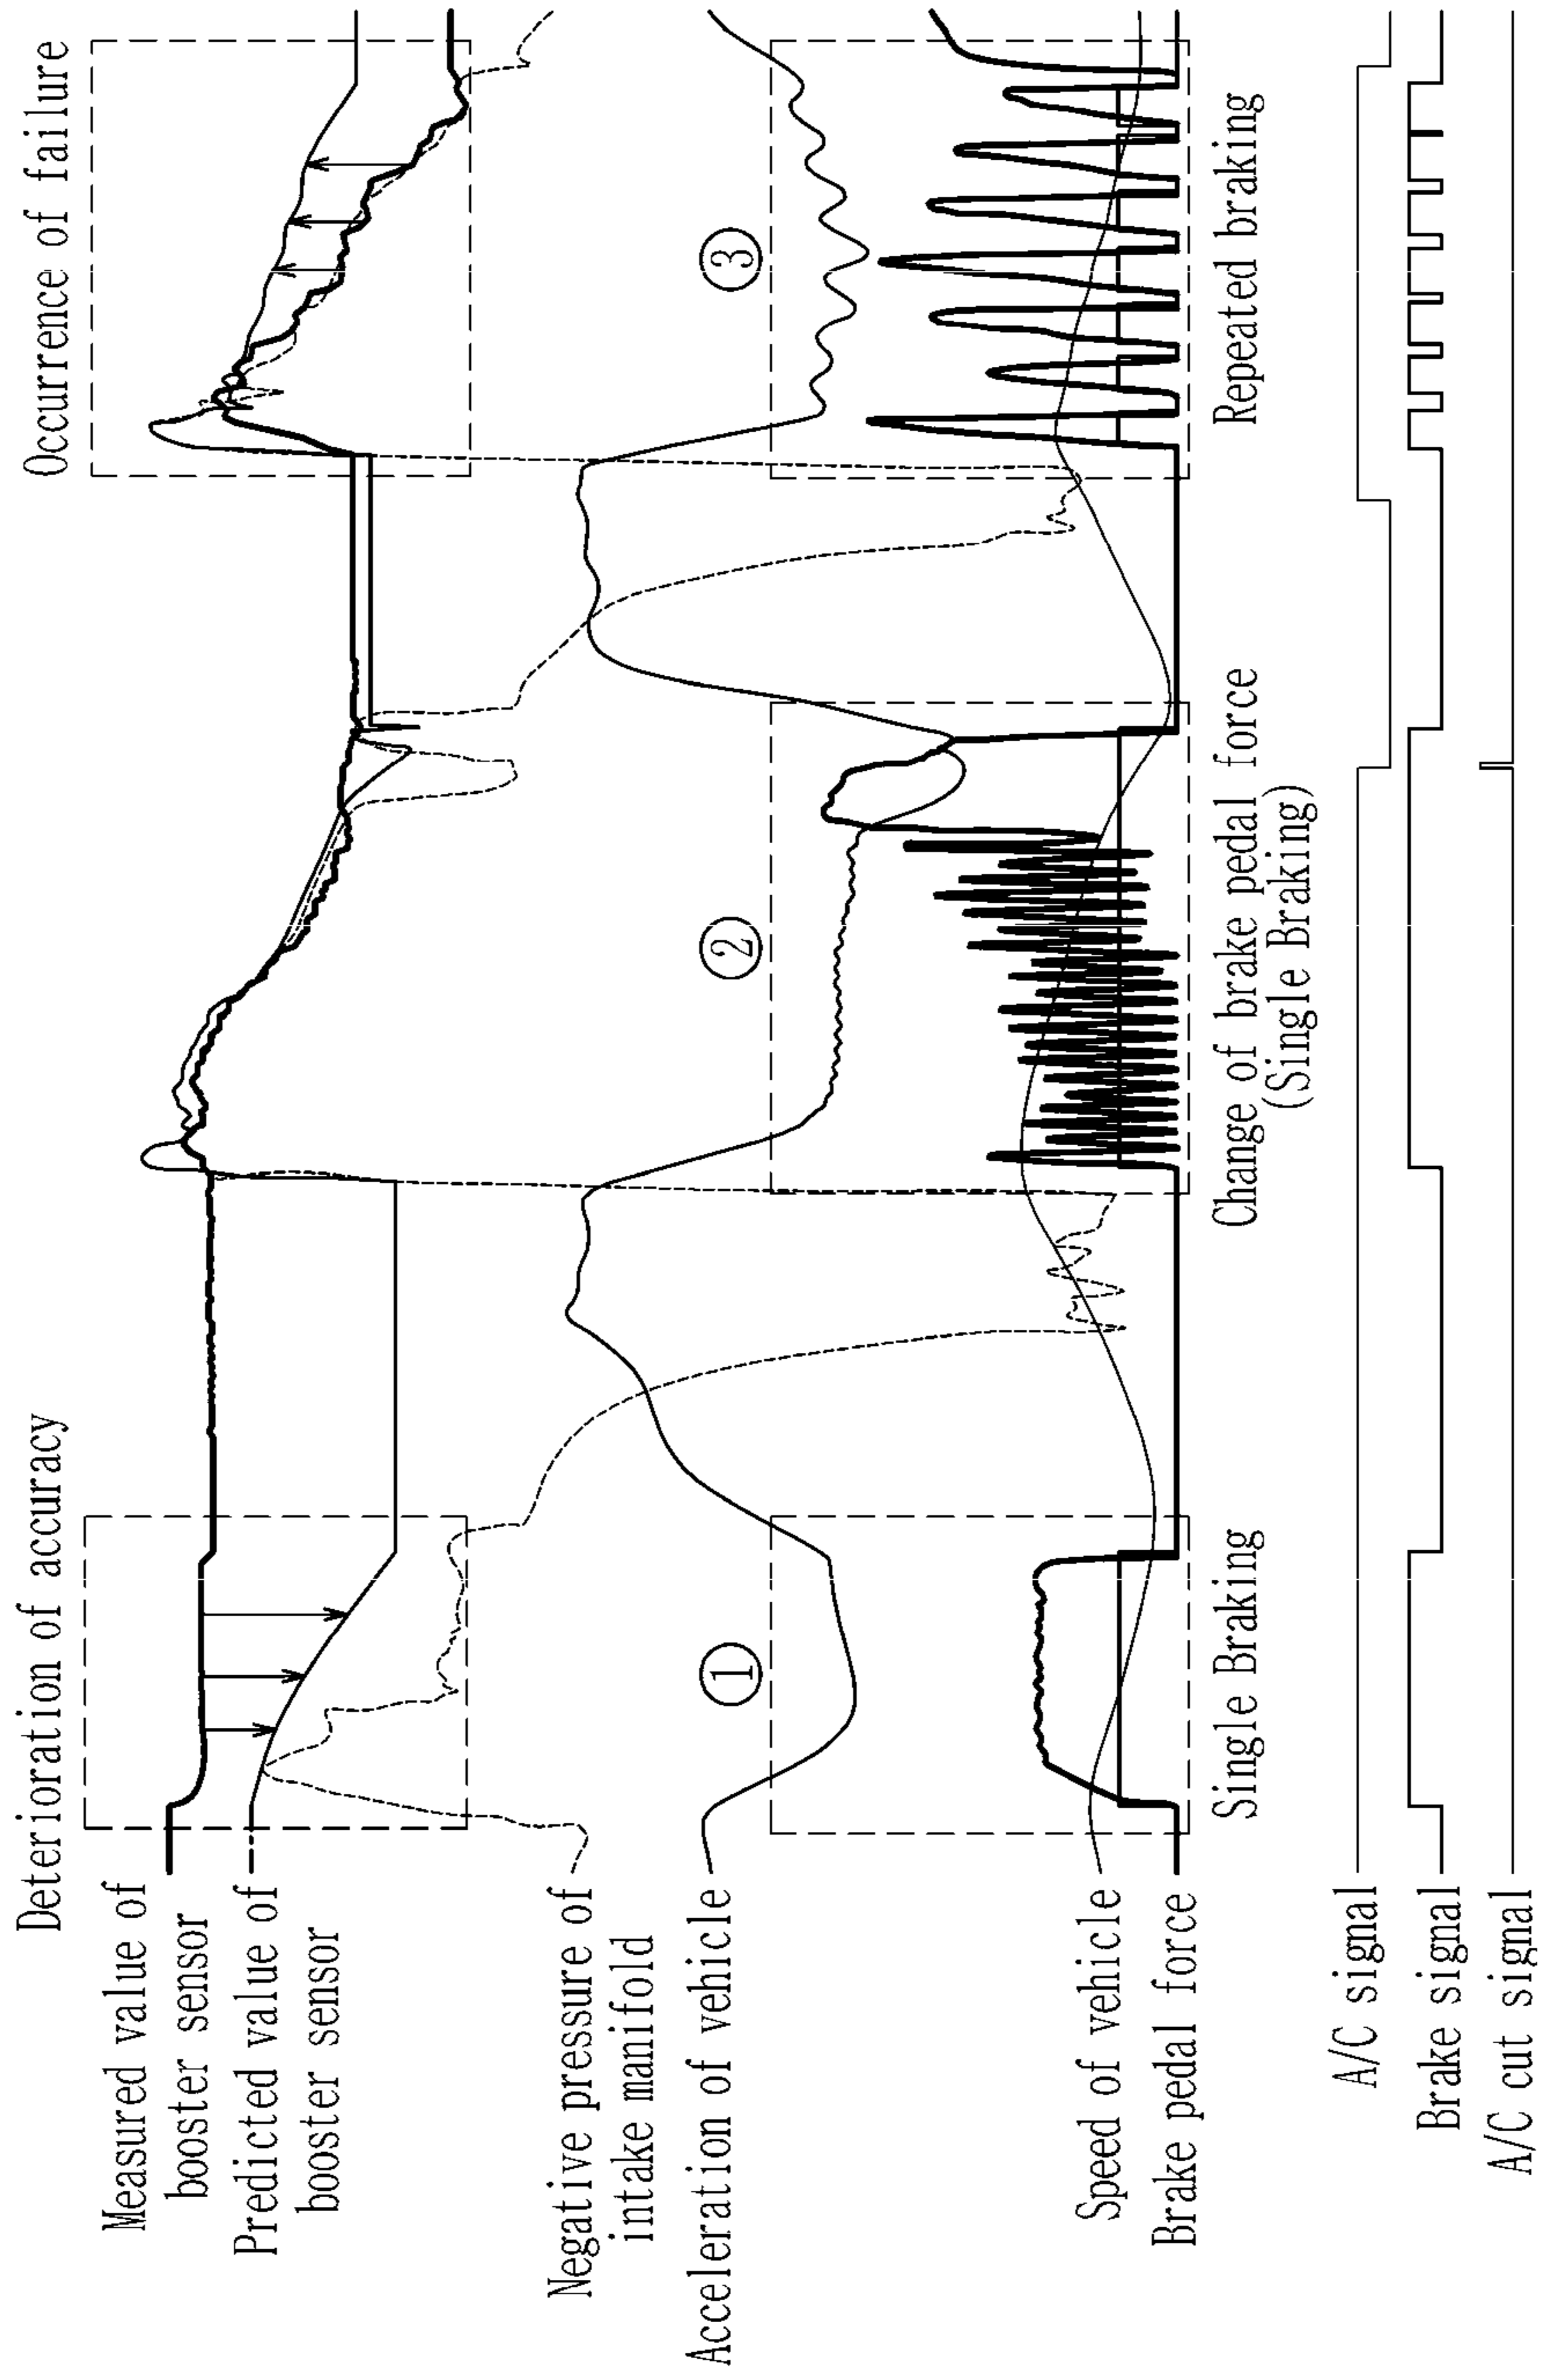 Deterioration of accuracy
Occurrence of failure
Measured value of
booster sensor
Predicted value of
booster sensor
Negative pressure of
intake manifold
Acceleration of vehicle
①
②
③
Speed of vehicle
Brake pedal force
Single Braking
Change of brake pedal force
(Single Braking)
Repeated braking
A/C signal
Brake signal
A/C cut signal